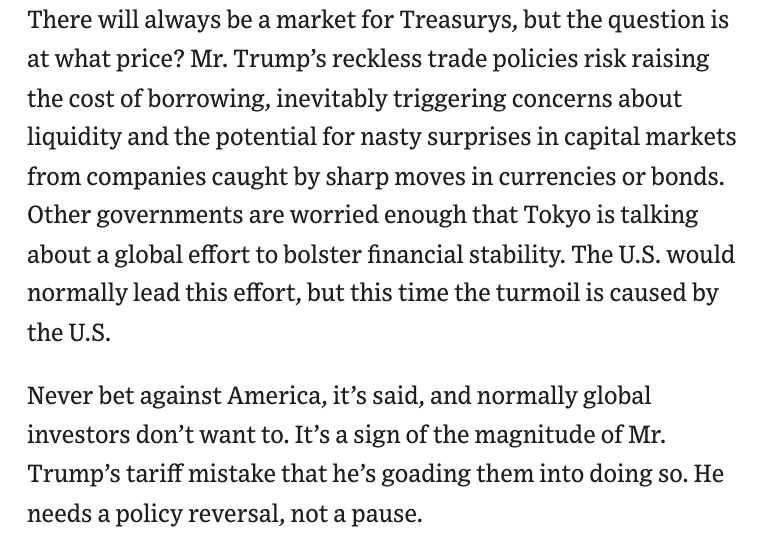 There will always be a market for Treasurys, but the question is
at what price? Mr. Trump’s reckless trade policies risk raising
the cost of borrowing, inevitably triggering concerns about
liquidity and the potential for nasty surprises in capital markets
from companies caught by sharp moves in currencies or bonds.
Other governments are worried enough that Tokyo is talking
about a global effort to bolster financial stability. The U.S. would
normally lead this effort, but this time the turmoil is caused by
the U.S.
Never bet against America, it’s said, and normally global
investors don’t want to. It’s a sign of the magnitude of Mr.
Trump’s tariff mistake that he’s goading them into doing so. He
needs a policy reversal, not a pause.